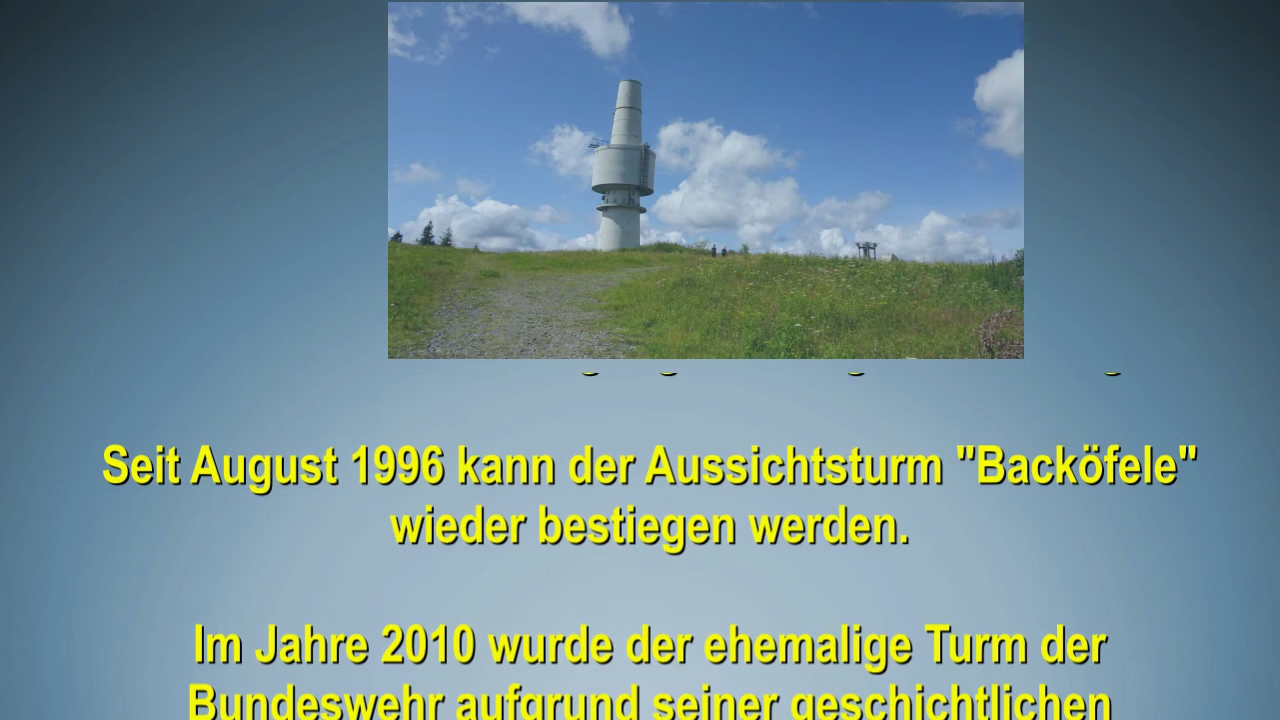 Seit August 1996 kann der Aussichtsturm "Backöfele"
wieder bestiegen werden.
Im Jahre 2010 wurde der ehemalige Turm der
Bundeswehr aufgrund seiner geschichtlichen